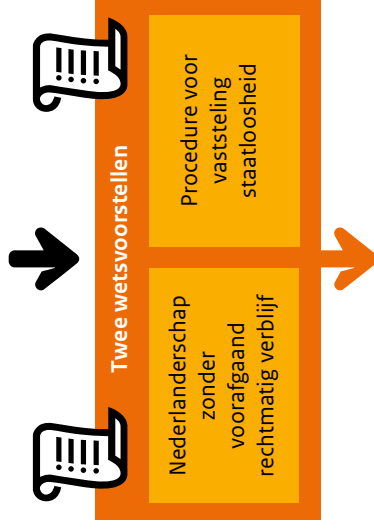 Twee wetsvoorstellen
Nederlanderschap
zonder
voorafgaand
rechtmatig verblijf
Procedure voor
vaststeling
staatloosheid